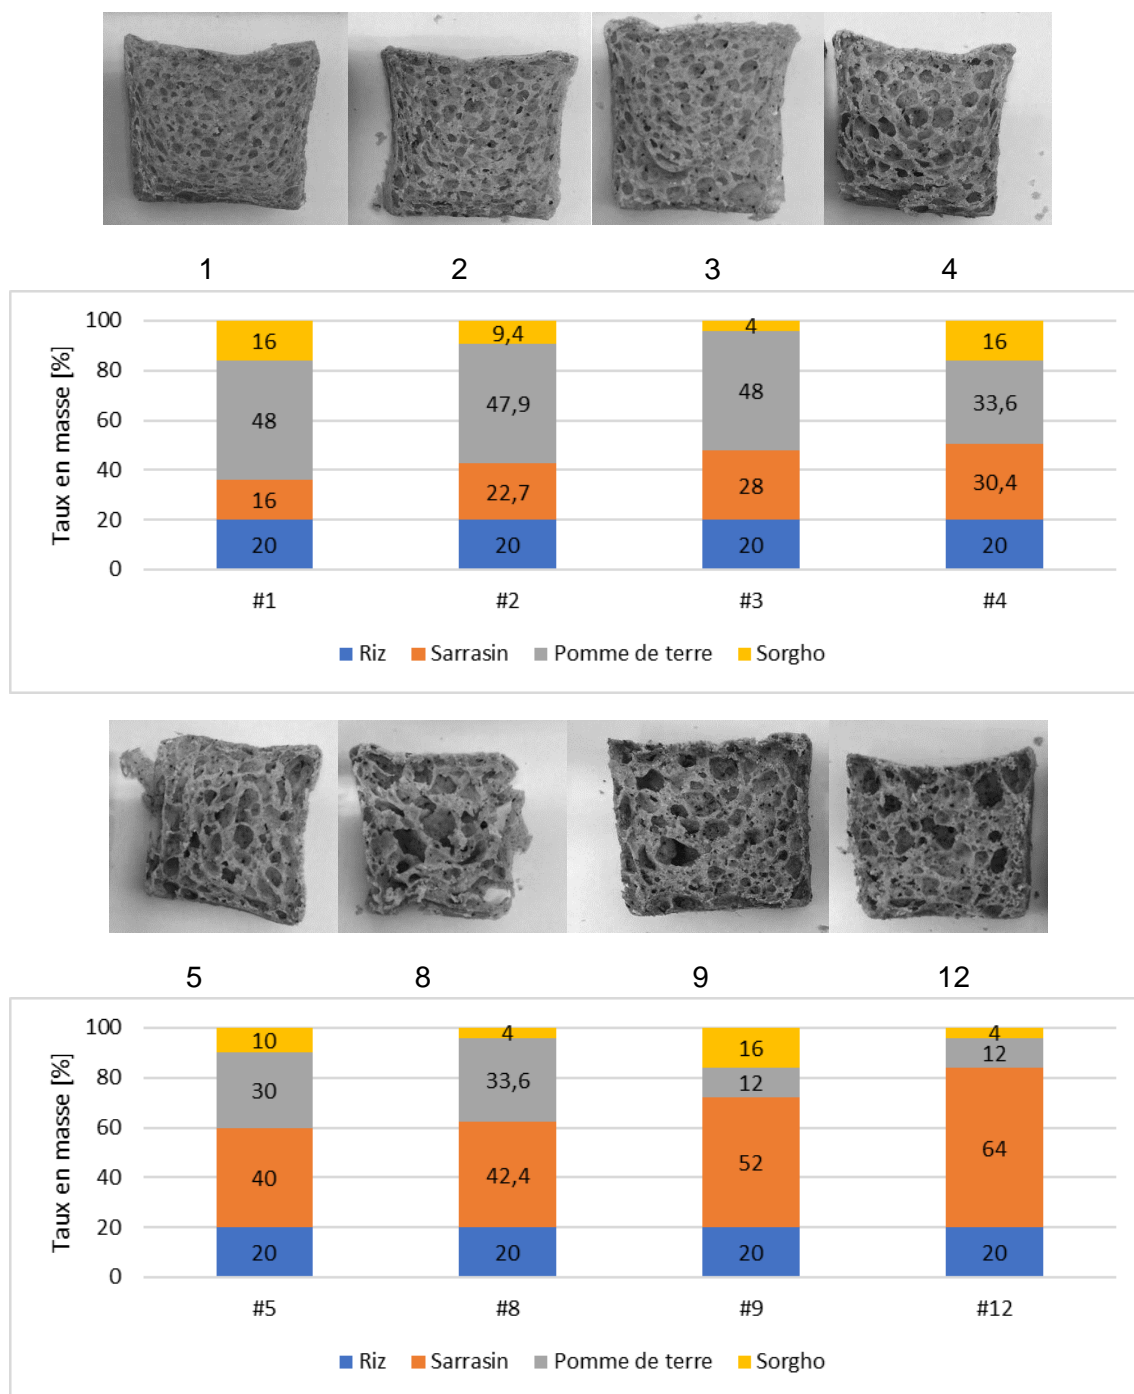 1 2 3 4
Taux en masse [%]
100 16 9,4 4 16
80
60 48 47,9 48 33,6
40
20 16 22,7 28 30,4
0 20 20 20 20
#1 #2 #3 #4
Riz Sarrasin Pomme de terre Sorgho
5 8 9 12
Taux en masse [%]
100 10 4 16 4
80 30 33,6 12 12
60
40 40 42,4 52 64
20
0 20 20 20 20
#5 #8 #9 #12
Riz Sarrasin Pomme de terre Sorgho